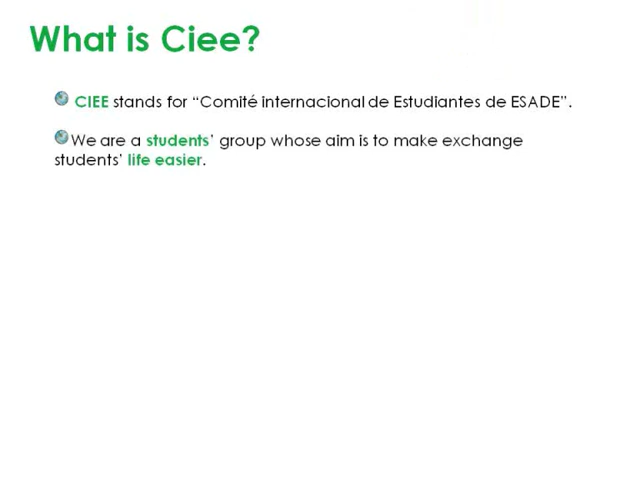 What is Ciee?
CIEE stands for “Comité internacional de Estudiantes de ESADE”.
We are a students’ group whose aim is to make exchange
students’ life easier.